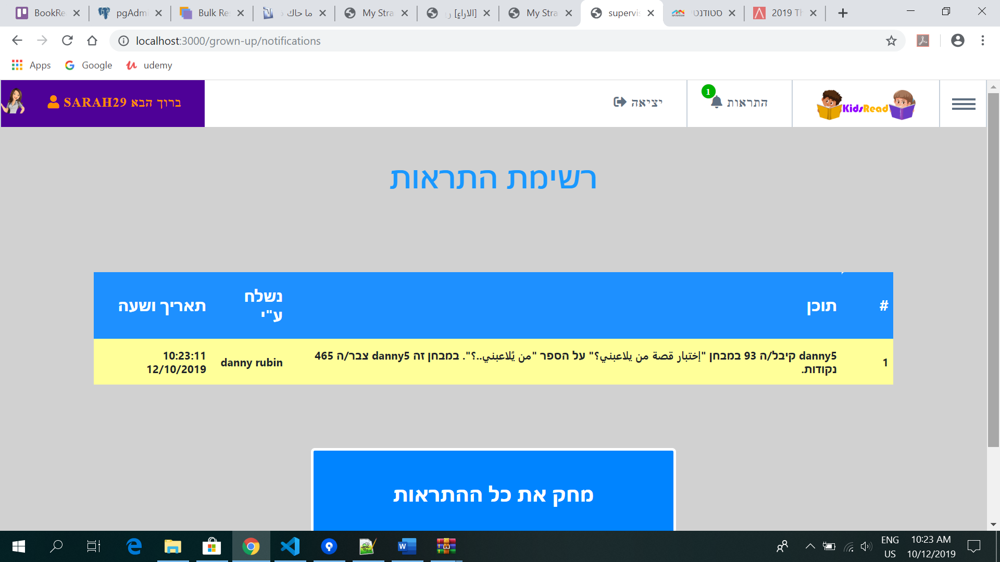 BookRe
pgAdmi
Bulk Re
ما حاك
My Stra
[الاراء]
My Stra
supervis
סטודנט
2019 Th
localhost:3000/grown-up/notifications
Apps
Google
udemy
KidsRead
1
התראות
יציאה
ברוך הבא SARAH29
רשימת התראות
#
תוכן
נשלח
ע"י
תאריך ושעה
1
danny5 קיבל/ה 93 במבחן "إختبار قصة من يلاعبني؟" על הספר "من يُلاعبني..؟". במבחן זה danny5 צבר/ה 465
נקודות.
danny rubin
10:23:11
12/10/2019
מחק את כל ההתראות
ENG
US
10:23 AM
10/12/2019